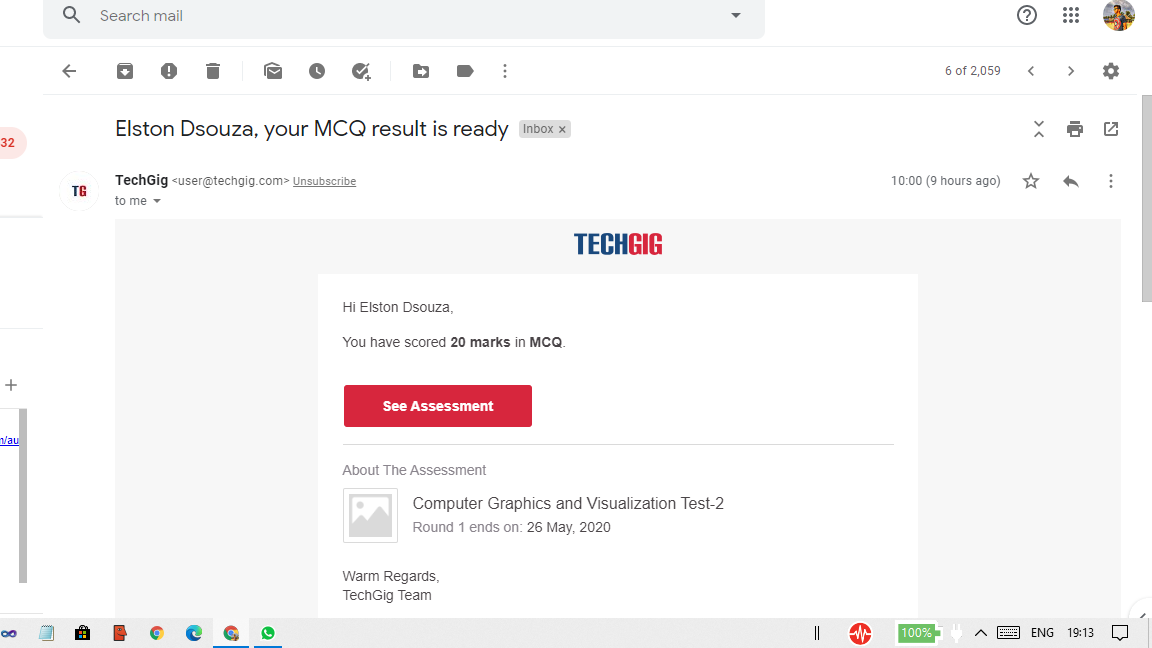 Search mail
6 of 2,059
Elston Dsouza, your MCQ result is ready Inbox ×
32
TechGig <user@techgig.com> Unsubscribe 10:00 (9 hours ago)
TG
to me
TECHGIG
Hi Elston Dsouza,
You have scored 20 marks in MCQ.
See Assessment
n/au
About The Assessment
Computer Graphics and Visualization Test-2
Round 1 ends on: 26 May, 2020
Warm Regards,
TechGig Team
100% ENG 19:13